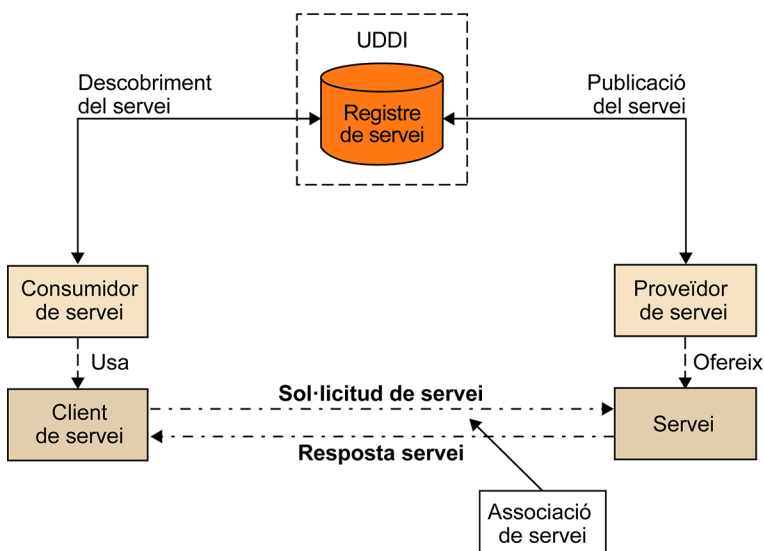 UDDI
Descobriment
del servei
Registre
de servei
Publicació
del servei
Consumidor
de servei
Proveïdor
de servei
Usa
Ofereix
Client
de servei
Sol·licitud de servei
Servei
Resposta servei
Associació
de servei